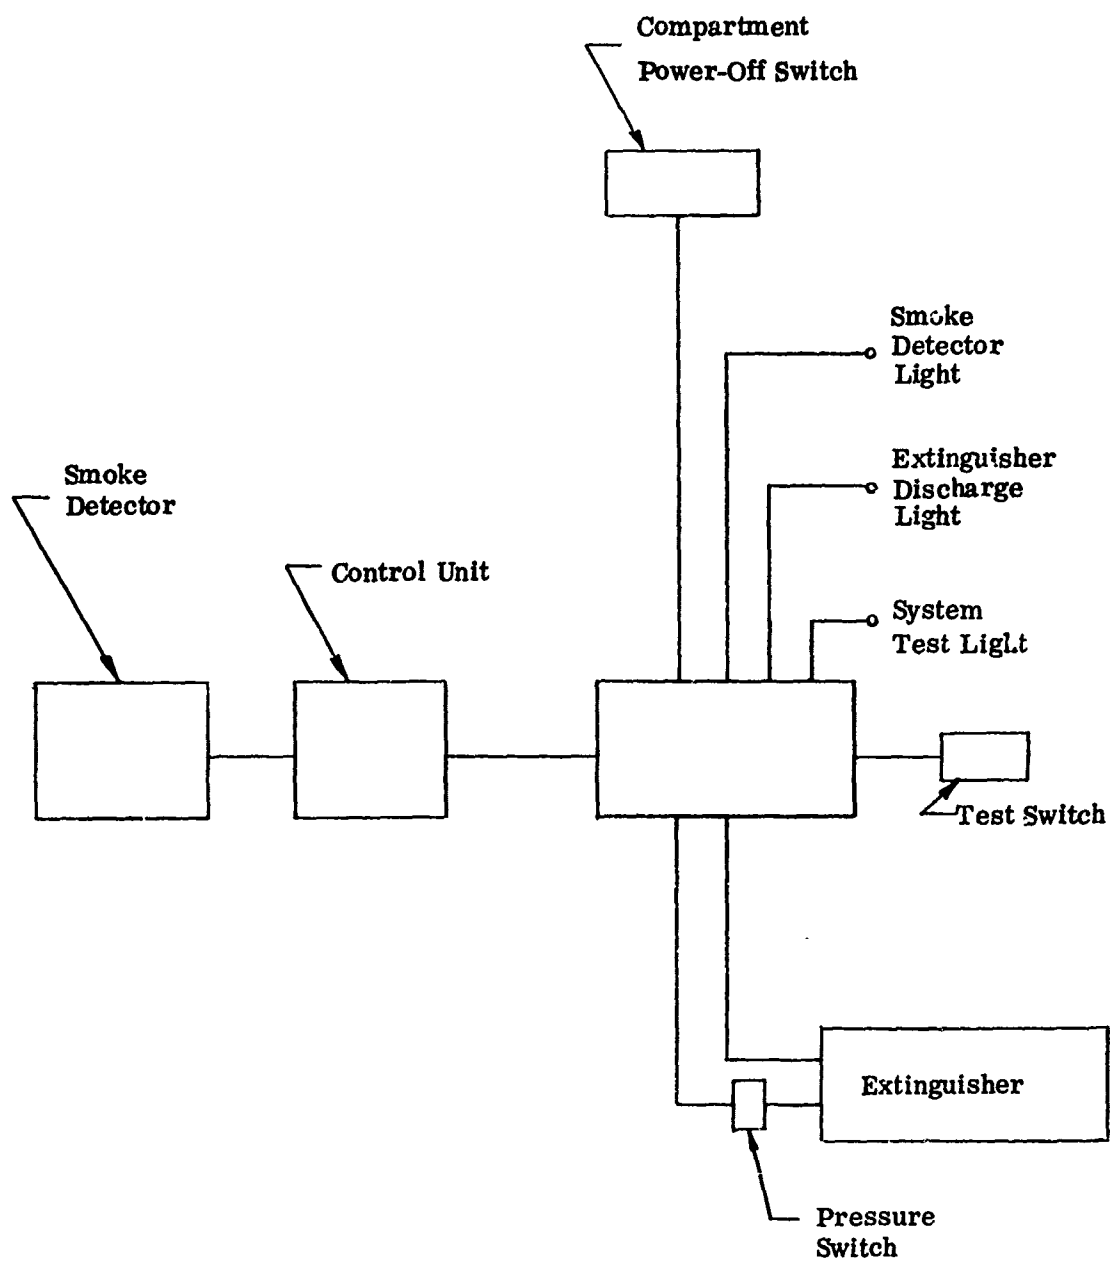 Compartment
Power-Off Switch
Smoke
Detector
Light
Extinguisher
Discharge
Light
Smoke
Detector
Control Unit
System
Test Light
Test Switch
Extinguisher
Pressure
Switch